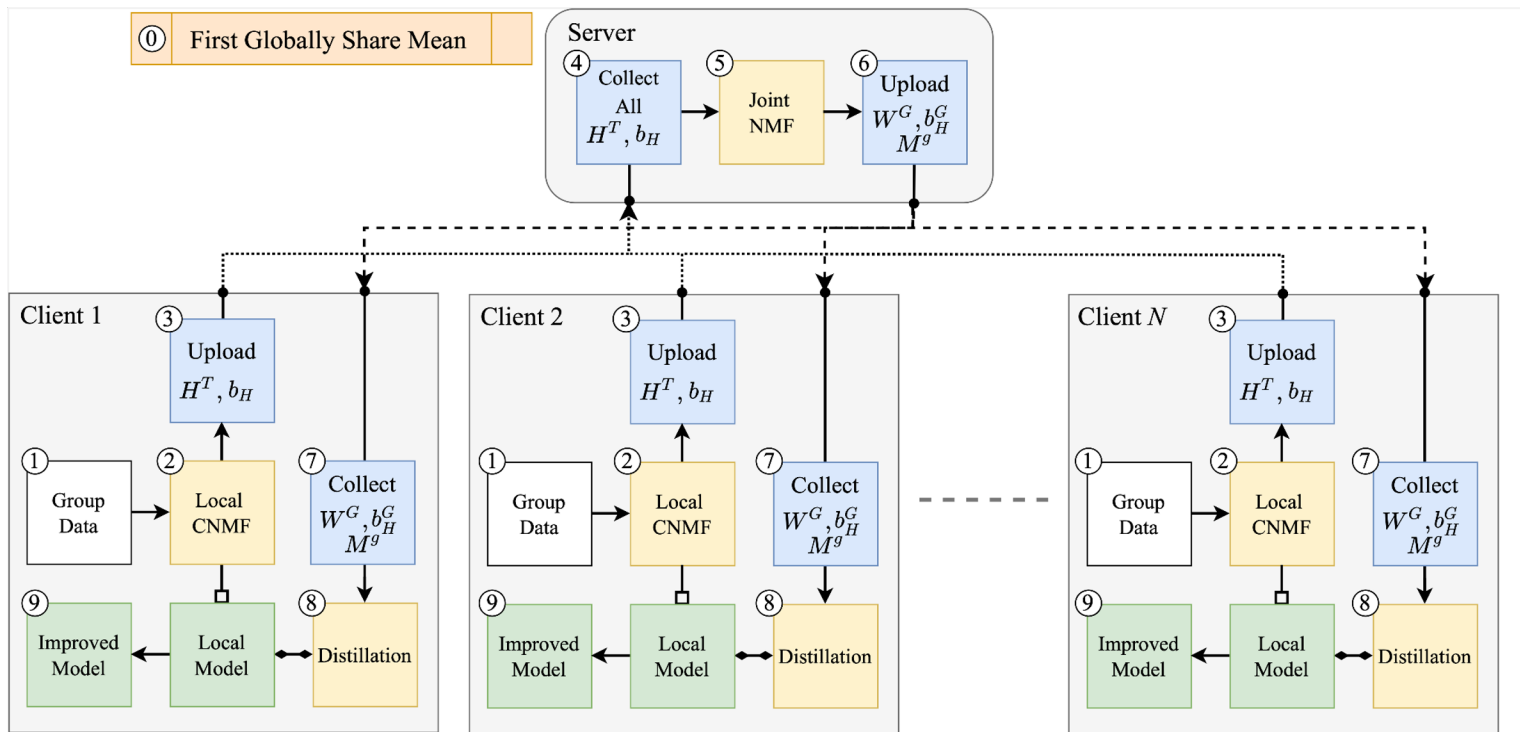 ⓪ First Globally Share Mean
Server
④ Collect
All
H^T, b_H
⑤ Joint
NMF
⑥ Upload
W^G, b_H^G
M^g
Client 1
③ Upload
H^T, b_H
① Group
Data
② Local
CNMF
⑦ Collect
W^G, b_H^G
M^g
⑨ Improved
Model
Local
Model
⑧ Distillation
Client 2
③ Upload
H^T, b_H
① Group
Data
② Local
CNMF
⑦ Collect
W^G, b_H^G
M^g
⑨ Improved
Model
Local
Model
⑧ Distillation
Client N
③ Upload
H^T, b_H
① Group
Data
② Local
CNMF
⑦ Collect
W^G, b_H^G
M^g
⑨ Improved
Model
Local
Model
⑧ Distillation